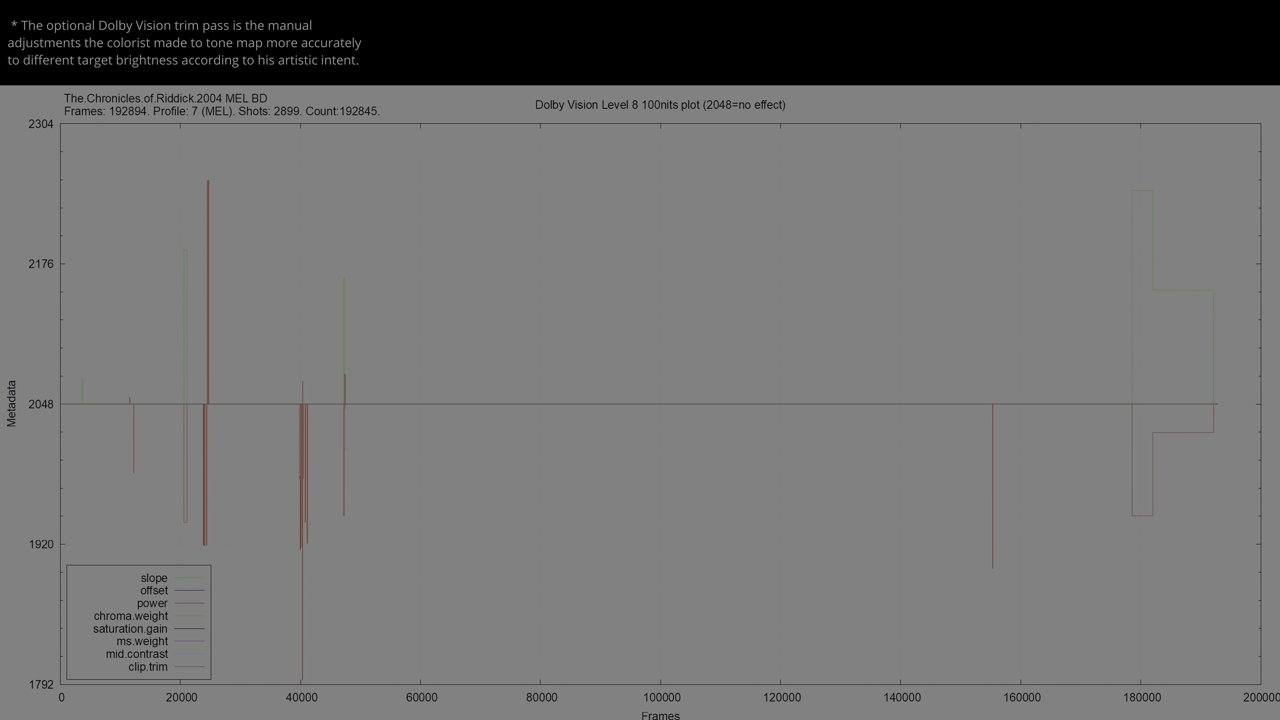 * The optional Dolby Vision trim pass is the manual
adjustments the colorist made to tone map more accurately
to different target brightness according to his artistic intent.
The.Chronicles.of.Riddick.2004 MEL BD
Frames: 192894. Profile: 7 (MEL). Shots: 2899. Count:192845.
Dolby Vision Level 8 100nits plot (2048=no effect)
2304
2176
2048
1920
1792
Metadata
slope
offset
power
chroma.weight
saturation.gain
ms.weight
mid.contrast
clip.trim
0 20000 40000 60000 80000 100000 120000 140000 160000 180000 200000
Frames